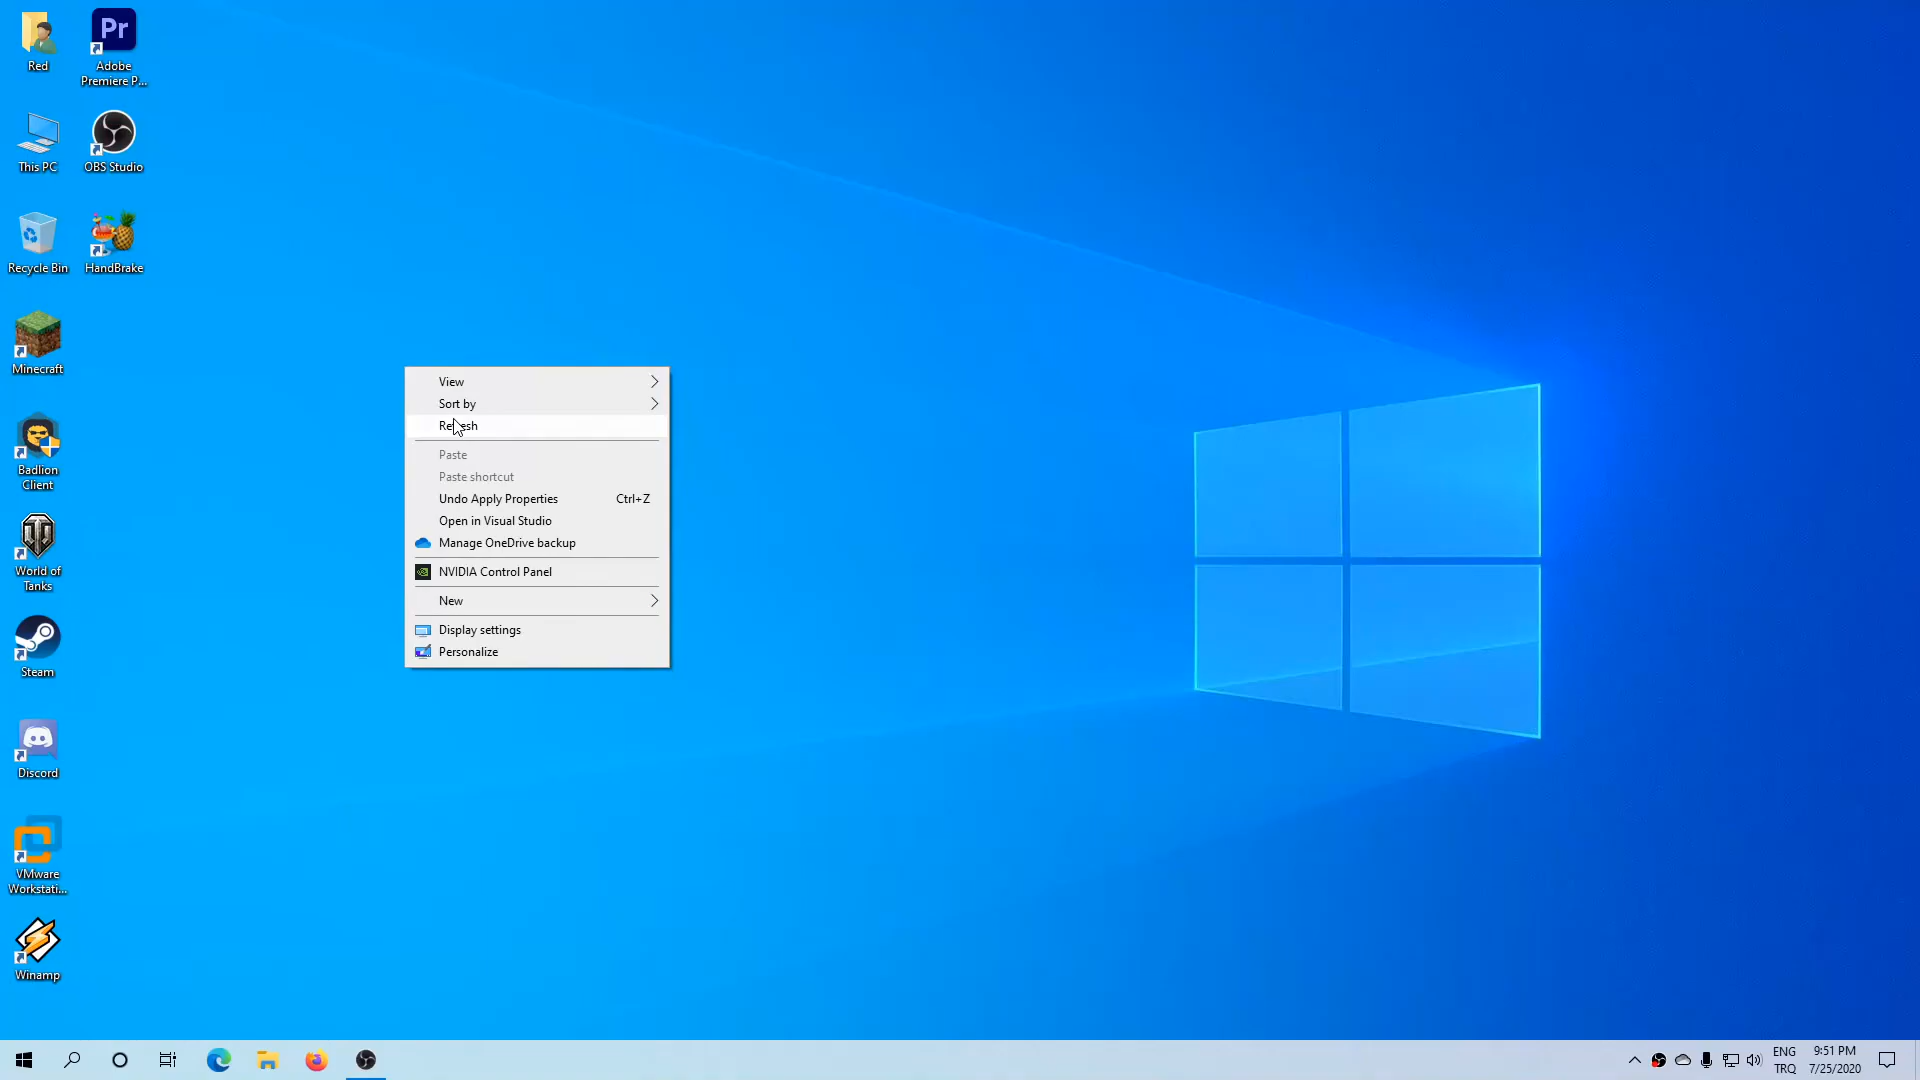 Red
Adobe
Premiere P...
Pr
This PC
OBS Studio
Recycle Bin
HandBrake
Minecraft
Badlion
Client
World of
Tanks
Steam
Discord
VMware
Workstati...
Winamp
View
Sort by
Refresh
Paste
Paste shortcut
Undo Apply Properties Ctrl+Z
Open in Visual Studio
Manage OneDrive backup
NVIDIA Control Panel
New
Display settings
Personalize
ENG
TRQ
9:51 PM
7/25/2020